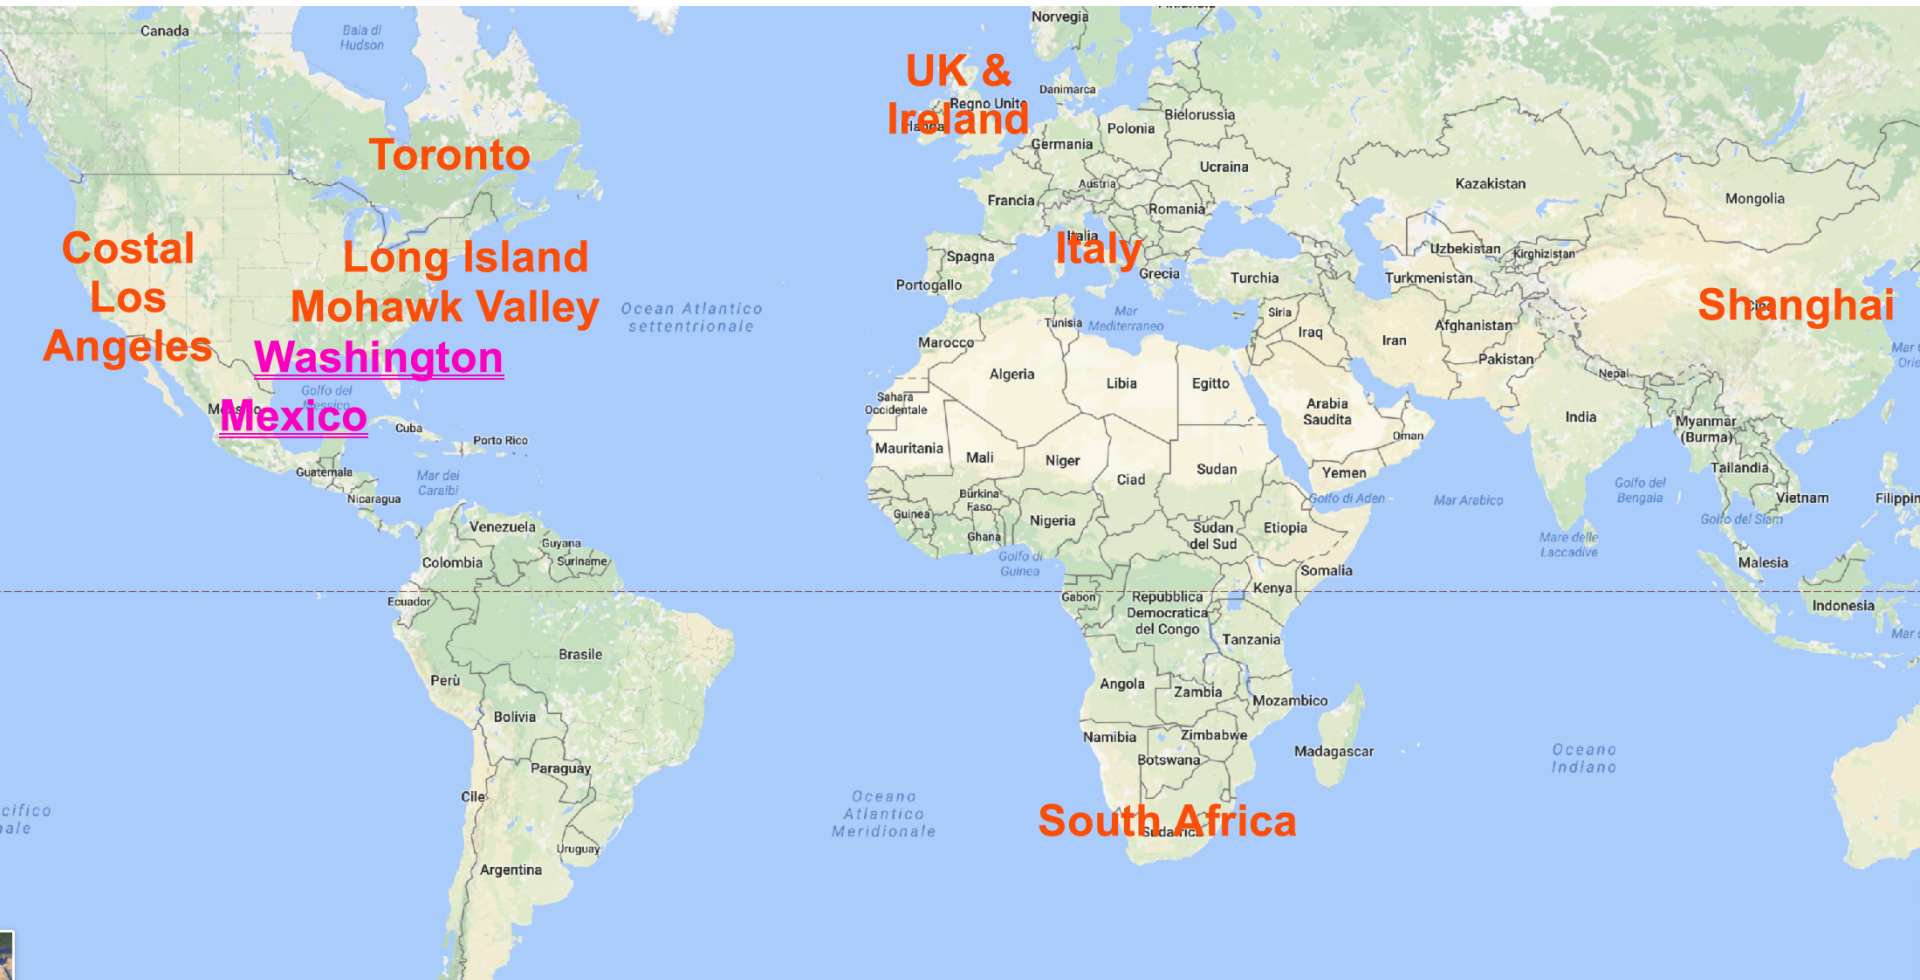 Norvegia
Canada
Baia di
Hudson
UK &
Ireland
Regno Unito
Danimarca
Bielorussia
Polonia
Germania
Toronto
Ucraina
Austria
Kazakistan
Mongolia
Francia
Romania
Costal
Los
Angeles
Long Island
Mohawk Valley
Washington
Mexico
Italia
Italy
Spagna
Portogallo
Grecia
Turchia
Uzbekistan
Kirghizistan
Turkmenistan
Shanghai
Ocean Atlantico
settentrionale
Mar
Mediterraneo
Tunisia
Siria
Iraq
Iran
Afghanistan
Pakistan
Marocco
Algeria
Libia
Egitto
Nepal
Golfo del
Messico
Sahara
Occidentale
Arabia
Saudita
India
Myanmar
(Burma)
Cuba
Porto Rico
Oman
Mauritania
Mali
Niger
Ciad
Sudan
Yemen
Tailandia
Guatemala
Mar dei
Caraibi
Nicaragua
Golfo di Aden
Mar Arabico
Golfo del
Bengala
Vietnam
Filippin
Guinea
Burkina
Faso
Nigeria
Ghana
Sudan
del Sud
Etiopia
Golfo del Siam
Venezuela
Guyana
Suriname
Colombia
Golfo di
Guinea
Mare delle
Laccadive
Malesia
Somalia
Kenya
Ecuador
Gabon
Repubblica
Democratica
del Congo
Indonesia
Tanzania
Brasile
Perù
Angola
Zambia
Mozambico
Bolivia
Namibia
Zimbabwe
Botswana
Madagascar
Oceano
Indiano
Paraguay
Cile
Oceano
Atlantico
Meridionale
South Africa
Sudafrica
Uruguay
Argentina